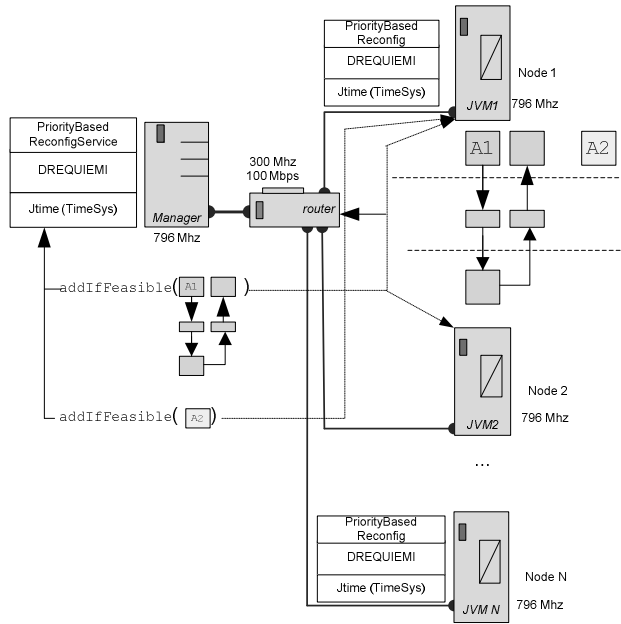 PriorityBased
Reconfig
DREQUIEMI
Jtime (TimeSys)
JVM1
Node 1
796 Mhz
PriorityBased
ReconfigService
DREQUIEMI
Jtime (TimeSys)
Manager
796 Mhz
300 Mhz
100 Mbps
router
A1
A2
addIfFeasible(
A1
)
addIfFeasible(
A2
)
JVM2
Node 2
796 Mhz
...
PriorityBased
Reconfig
DREQUIEMI
Jtime (TimeSys)
JVM N
Node N
796 Mhz